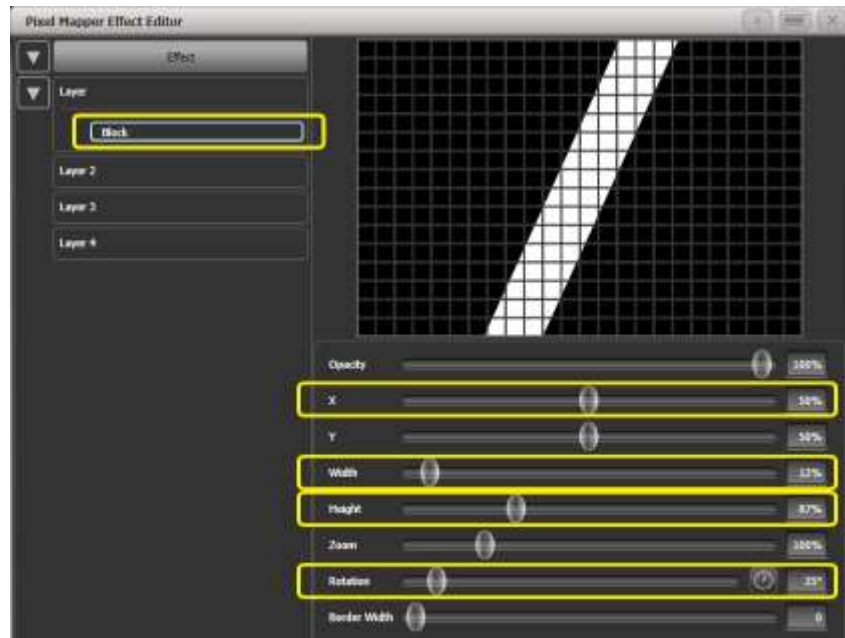 Pixel Mapper Effect Editor
Effect
Layer
Block
Layer 2
Layer 3
Layer 4
Opacity 100%
X 50%
Y 50%
Width 12%
Height 87%
Zoom 100%
Rotation 25°
Border Width 0